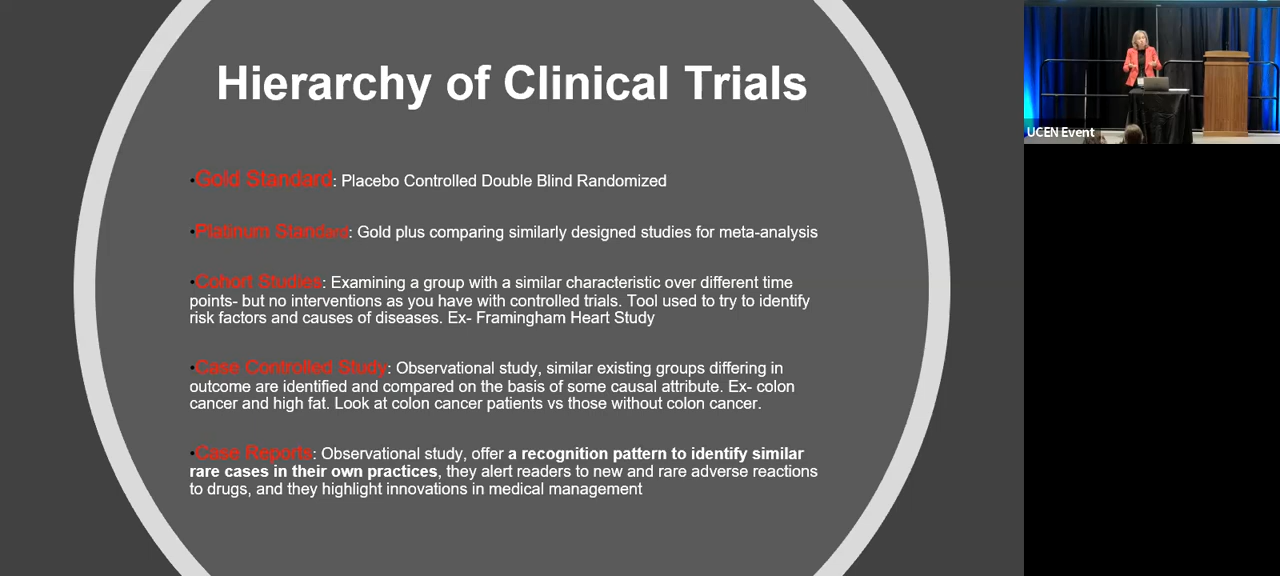 Hierarchy of Clinical Trials
•Gold Standard: Placebo Controlled Double Blind Randomized
•Platinum Standard: Gold plus comparing similarly designed studies for meta-analysis
•Cohort Studies: Examining a group with a similar characteristic over different time
points- but no interventions as you have with controlled trials. Tool used to try to identify
risk factors and causes of diseases. Ex- Framingham Heart Study
•Case Controlled Study: Observational study, similar existing groups differing in
outcome are identified and compared on the basis of some causal attribute. Ex- colon
cancer and high fat. Look at colon cancer patients vs those without colon cancer.
•Case Reports: Observational study, offer a recognition pattern to identify similar
rare cases in their own practices, they alert readers to new and rare adverse reactions
to drugs, and they highlight innovations in medical management
UCEN Event